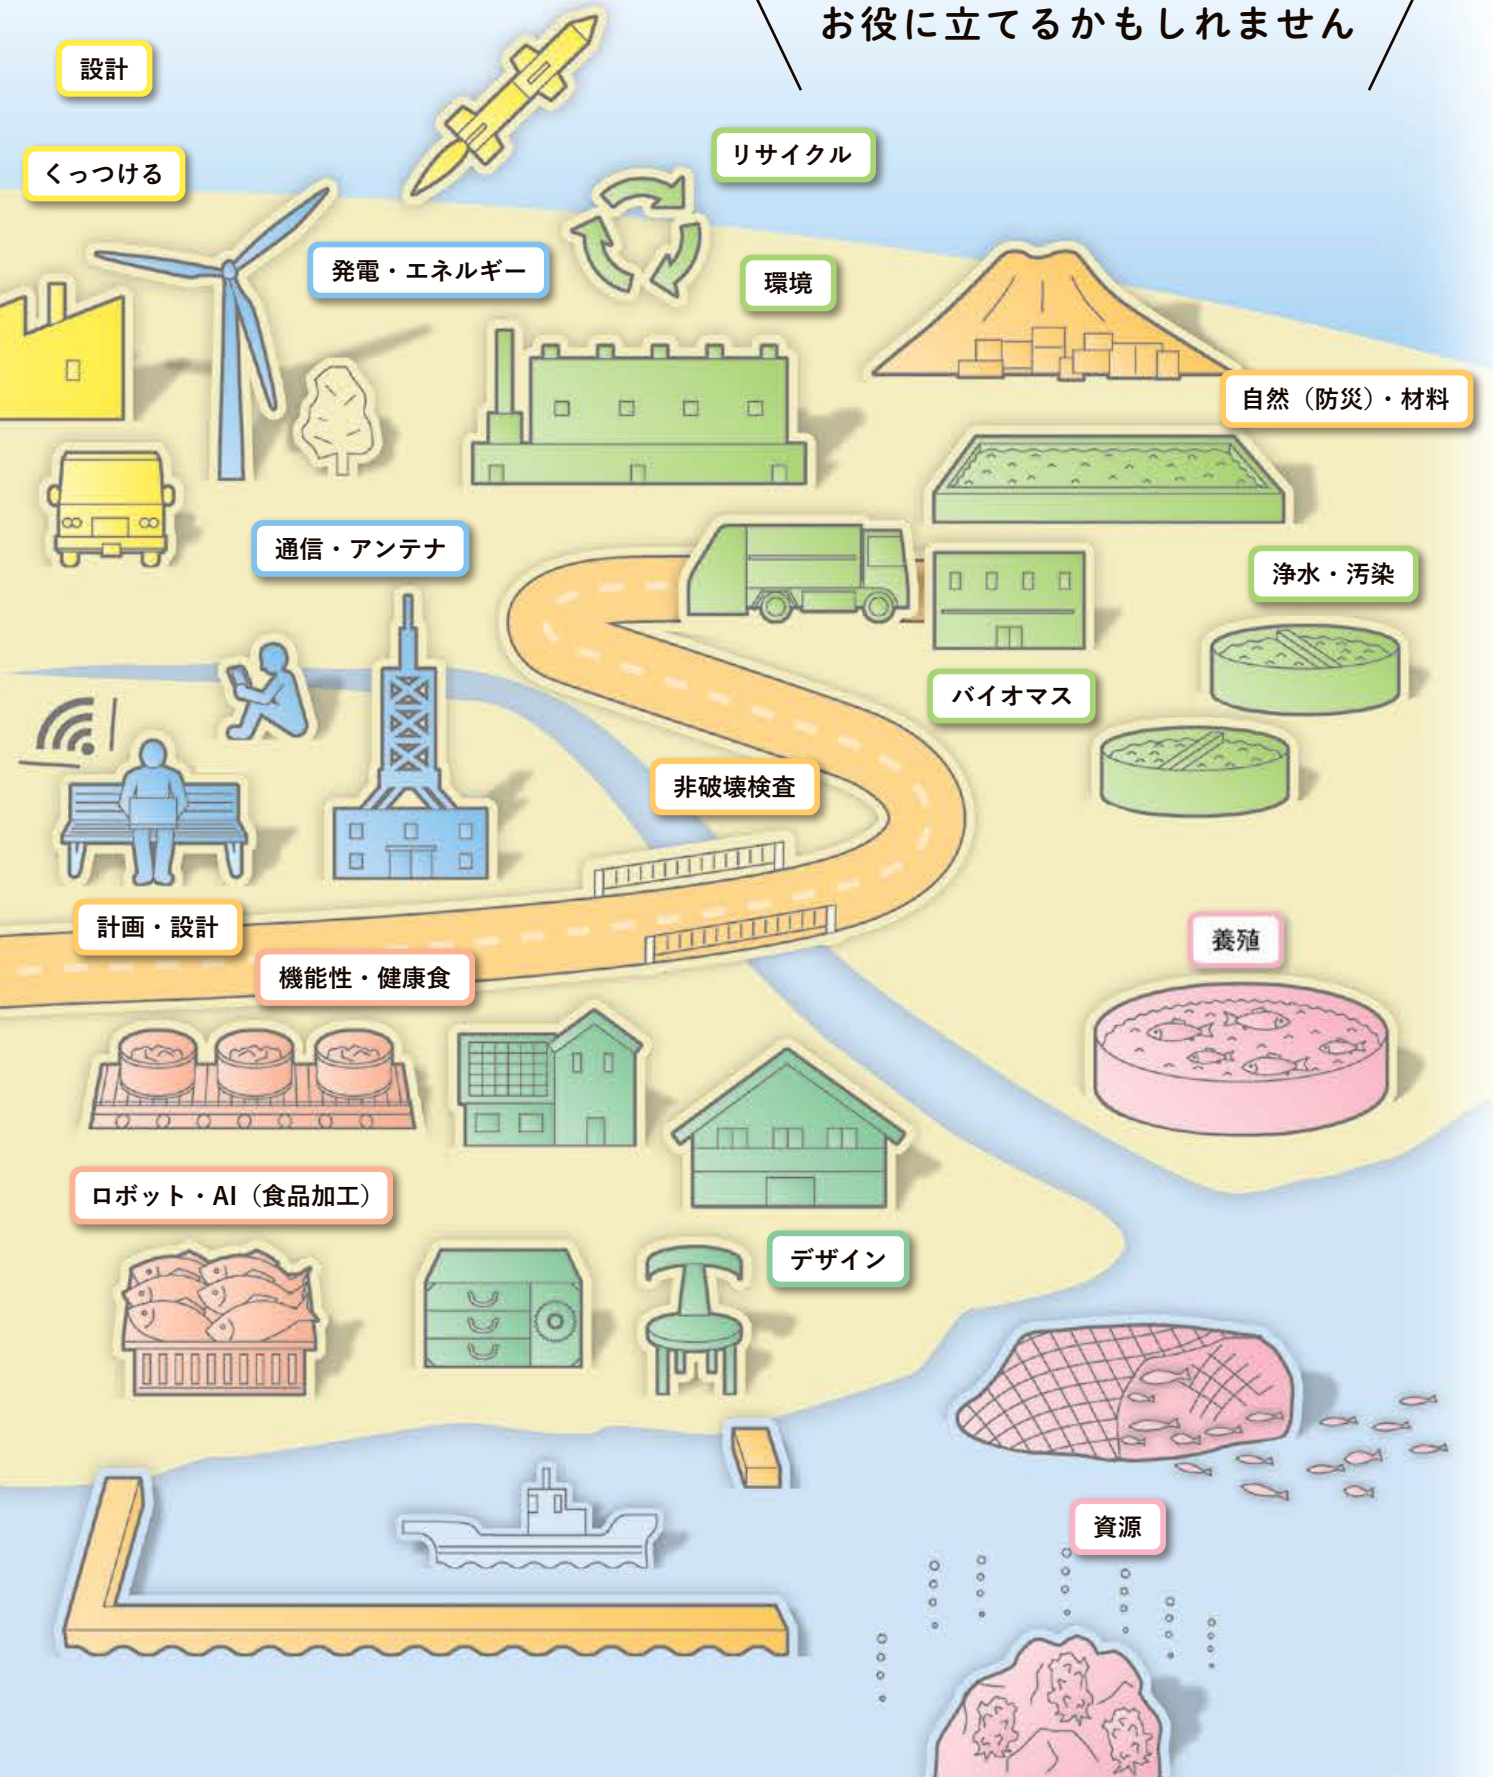 お役に立てるかもしれません
設計
くっつける
リサイクル
発電・エネルギー
環境
自然（防災）・材料
通信・アンテナ
浄水・汚染
バイオマス
非破壊検査
計画・設計
養殖
機能性・健康食
ロボット・AI（食品加工）
デザイン
資源